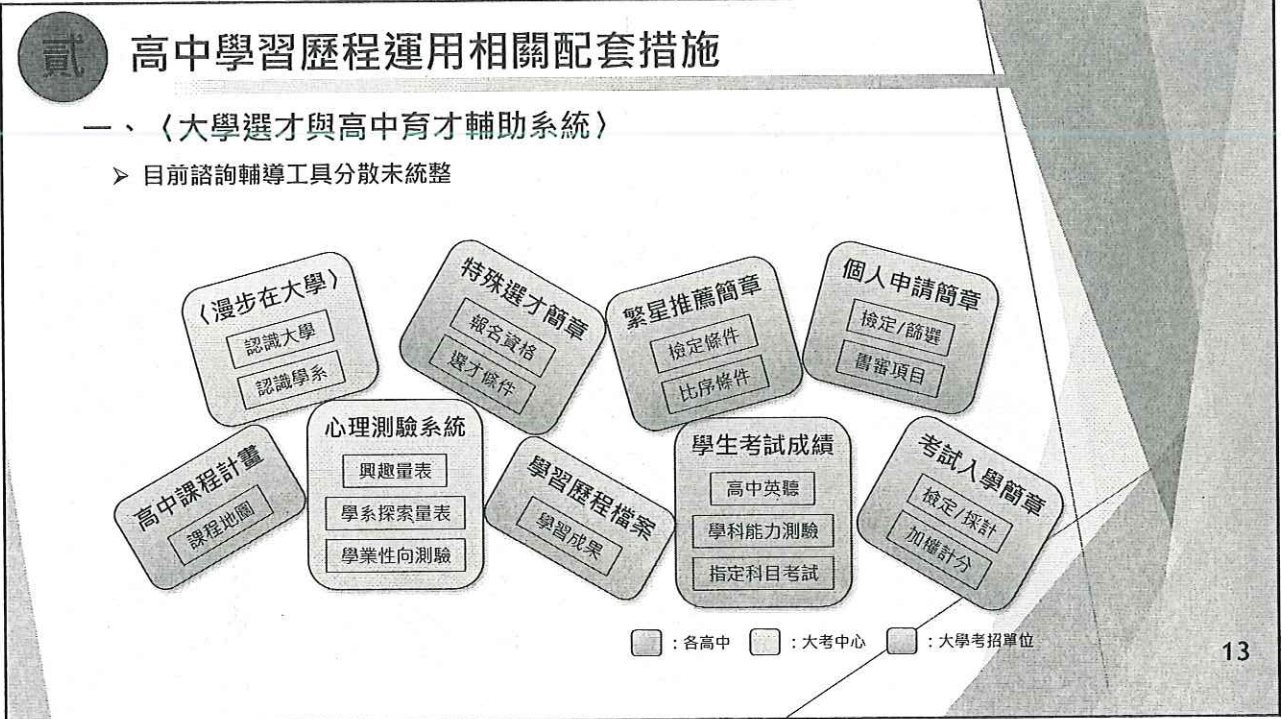 貳
高中學習歷程運用相關配套措施
一、〈大學選才與高中育才輔助系統〉
➢ 目前諮詢輔導工具分散未統整
〈漫步在大學〉
認識大學
認識學系
特殊選才簡章
報名資格
選才條件
繁星推薦簡章
檢定條件
比序條件
個人申請簡章
檢定/篩選
書審項目
高中課程計畫
課程地圖
心理測驗系統
興趣量表
學系探索量表
學業性向測驗
學習歷程檔案
學習成果
學生考試成績
高中英聽
學科能力測驗
指定科目考試
考試入學簡章
檢定/採計
加權計分
：各高中 ：大考中心 ：大學考招單位
13